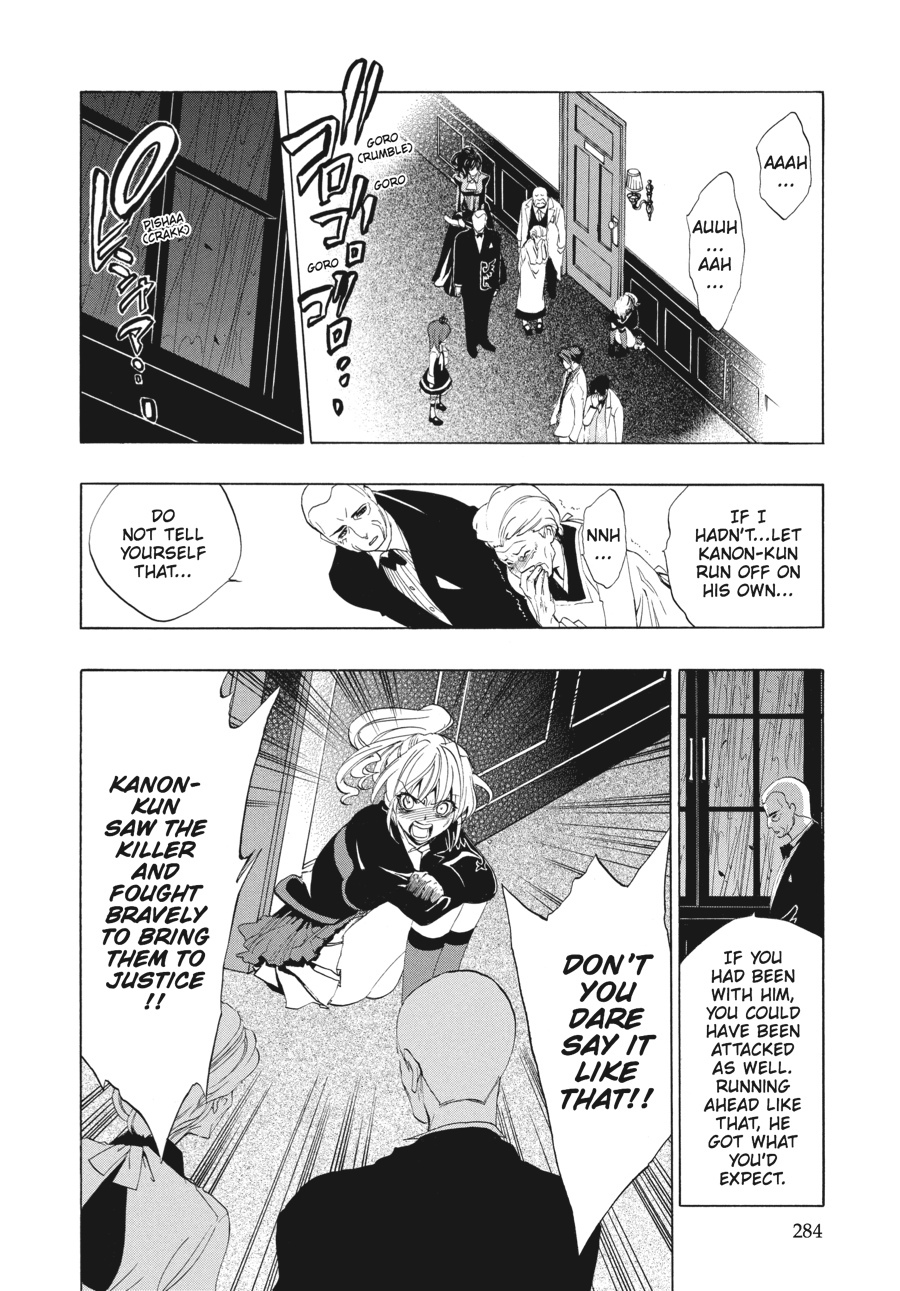 AAAH
...
AUUH
...
AAH
...
ゴロ
ゴロ
ゴロ...
GORO
(RUMBLE)
GORO
GORO
ピシャア...
PISHAA
(CRAKK)
IF I
HADN'T...LET
KANON-KUN
RUN OFF ON
HIS OWN...
NNH
...
DO
NOT TELL
YOURSELF
THAT...
IF YOU
HAD BEEN
WITH HIM,
YOU COULD
HAVE BEEN
ATTACKED
AS WELL.
RUNNING
AHEAD LIKE
THAT, HE
GOT WHAT
YOU'D
EXPECT.
DON'T
YOU
DARE
SAY IT
LIKE
THAT!!
KANON-
KUN
SAW THE
KILLER
AND
FOUGHT
BRAVELY
TO BRING
THEM TO
JUSTICE
!!
284